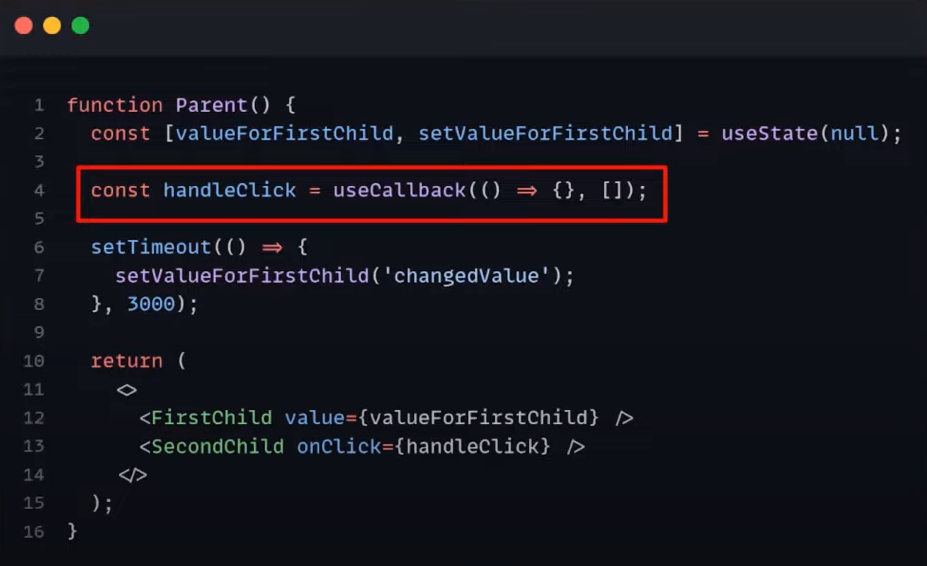 1 function Parent() {
2 const [valueForFirstChild, setValueForFirstChild] = useState(null);
3
4 const handleClick = useCallback(() => {}, []);
5
6 setTimeout(() => {
7 setValueForFirstChild('changedValue');
8 }, 3000);
9
10 return (
11 <>
12 <FirstChild value={valueForFirstChild} />
13 <SecondChild onClick={handleClick} />
14 </>
15 );
16 }